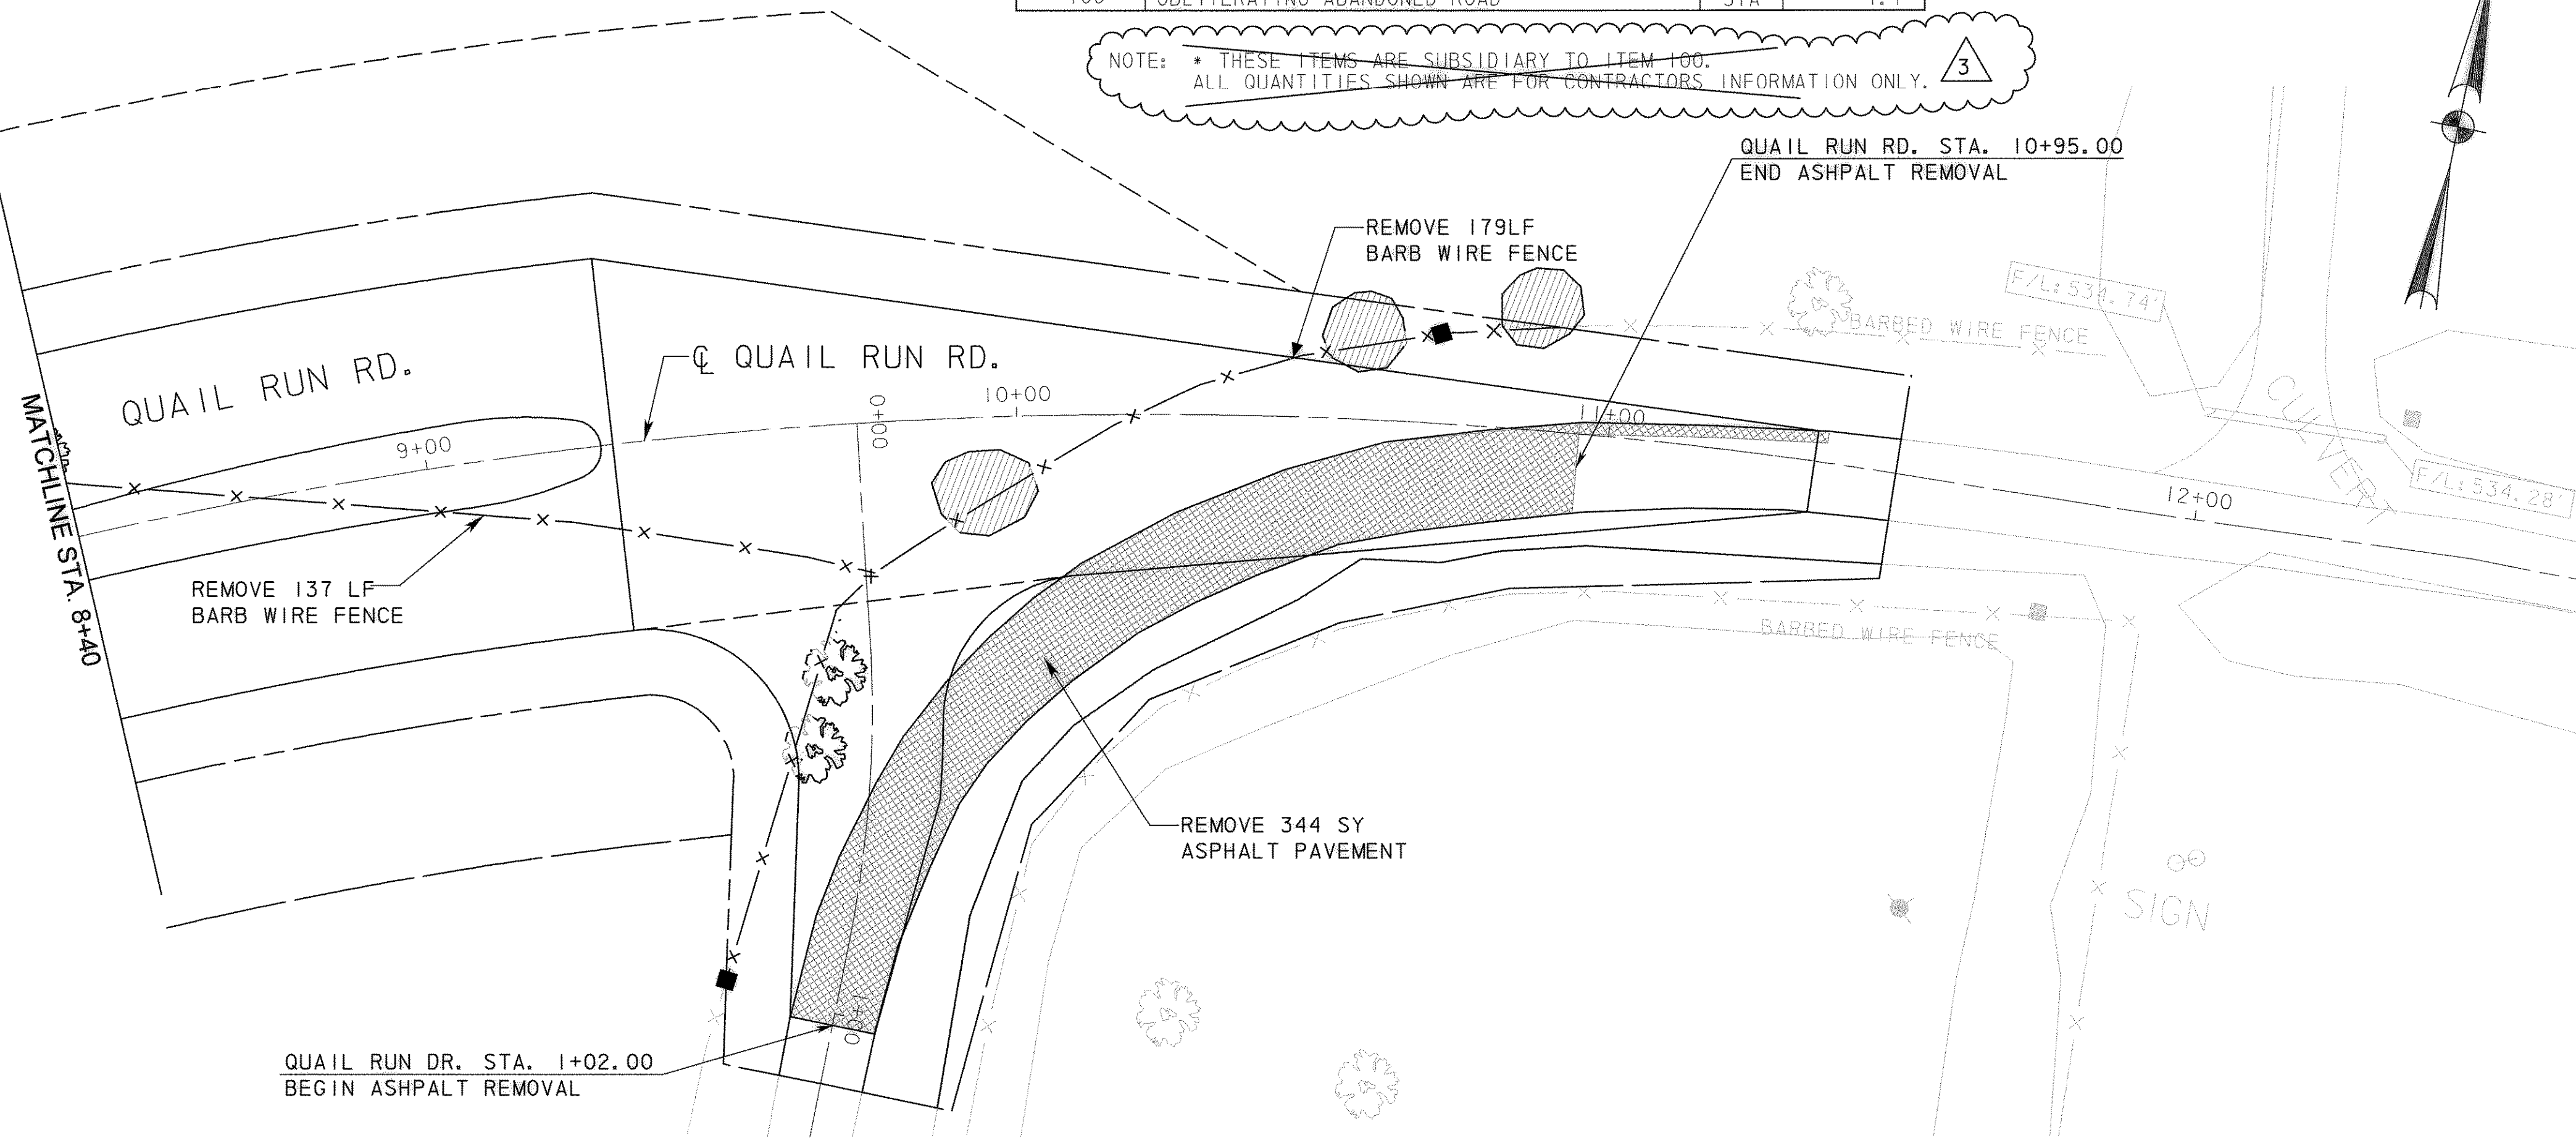 NOTE: * THESE ITEMS ARE SUBSIDIARY TO ITEM 100.
ALL QUANTITIES SHOWN ARE FOR CONTRACTORS INFORMATION ONLY.
3
QUAIL RUN RD. STA. 10+95.00
END ASHPALT REMOVAL
REMOVE 179LF
BARB WIRE FENCE
F/L:534.74'
BARBED WIRE FENCE
CULVERT
F/L:534.28'
QUAIL RUN RD.
℄ QUAIL RUN RD.
9+00
0+00
10+00
11+00
12+00
MATCHLINE STA. 8+40
REMOVE 137 LF
BARB WIRE FENCE
BARBED WIRE FENCE
REMOVE 344 SY
ASPHALT PAVEMENT
SIGN
1+00
QUAIL RUN DR. STA. 1+02.00
BEGIN ASHPALT REMOVAL